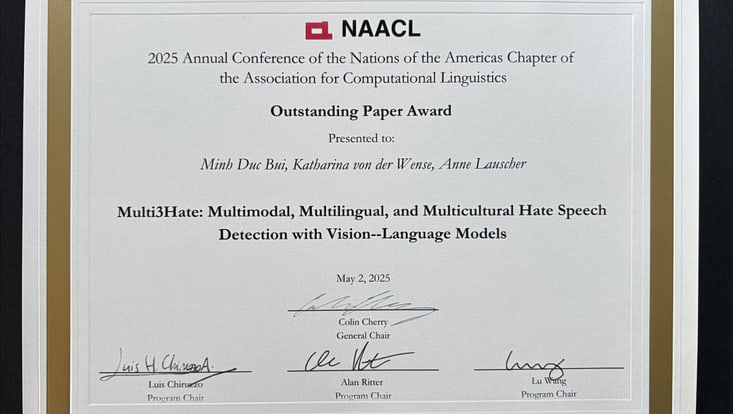 NAACL
2025 Annual Conference of the Nations of the Americas Chapter of
the Association for Computational Linguistics
Outstanding Paper Award
Presented to:
Minh Duc Bui, Katharina von der Wense, Anne Lauscher
Multi3Hate: Multimodal, Multilingual, and Multicultural Hate Speech
Detection with Vision--Language Models
May 2, 2025
Colin Cherry
General Chair
Luis H. Chiruzzo A.
Luis Chiruzzo
Program Chair
Alan Ritter
Program Chair
Lu Wang
Program Chair